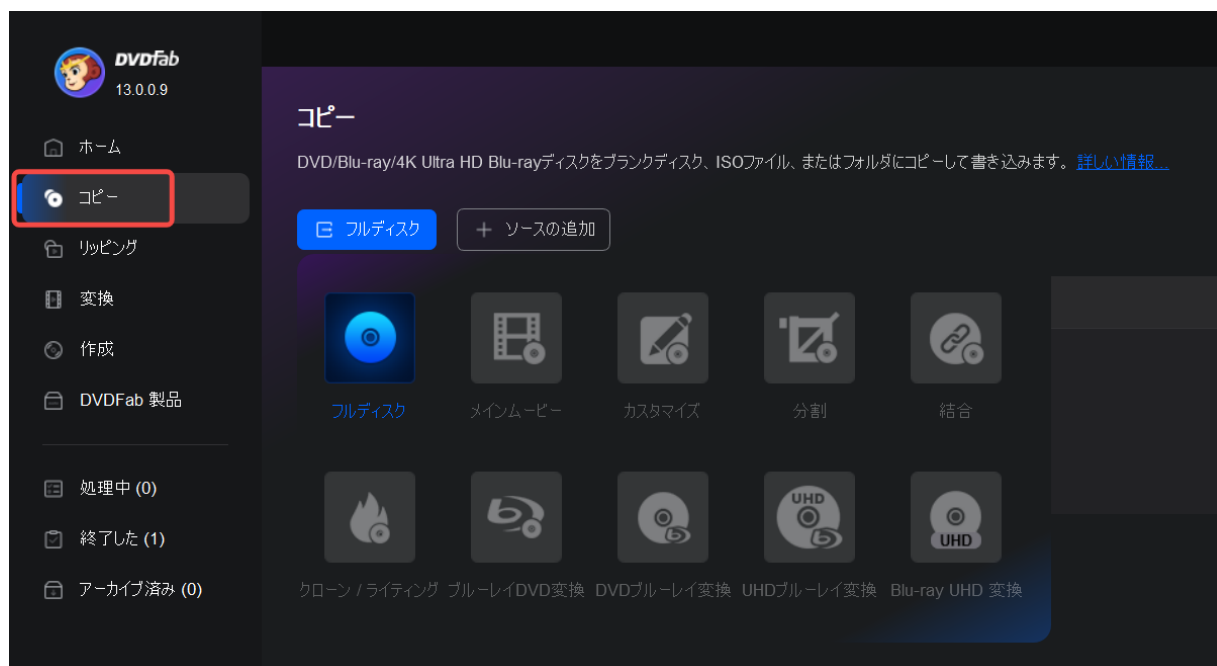 DVDFab
13.0.0.9
ホーム
コピー
リッピング
変換
作成
DVDFab 製品
処理中 (0)
終了した (1)
アーカイブ済み (0)
コピー
DVD/Blu-ray/4K Ultra HD Blu-rayディスクをブランクディスク、ISOファイル、またはフォルダにコピーして書き込みます。詳しい情報...
フルディスク
ソースの追加
フルディスク
メインムービー
カスタマイズ
分割
結合
UHD
UHD
クローン / ライティング
ブルーレイDVD変換
DVDブルーレイ変換
UHDブルーレイ変換
Blu-ray UHD 変換